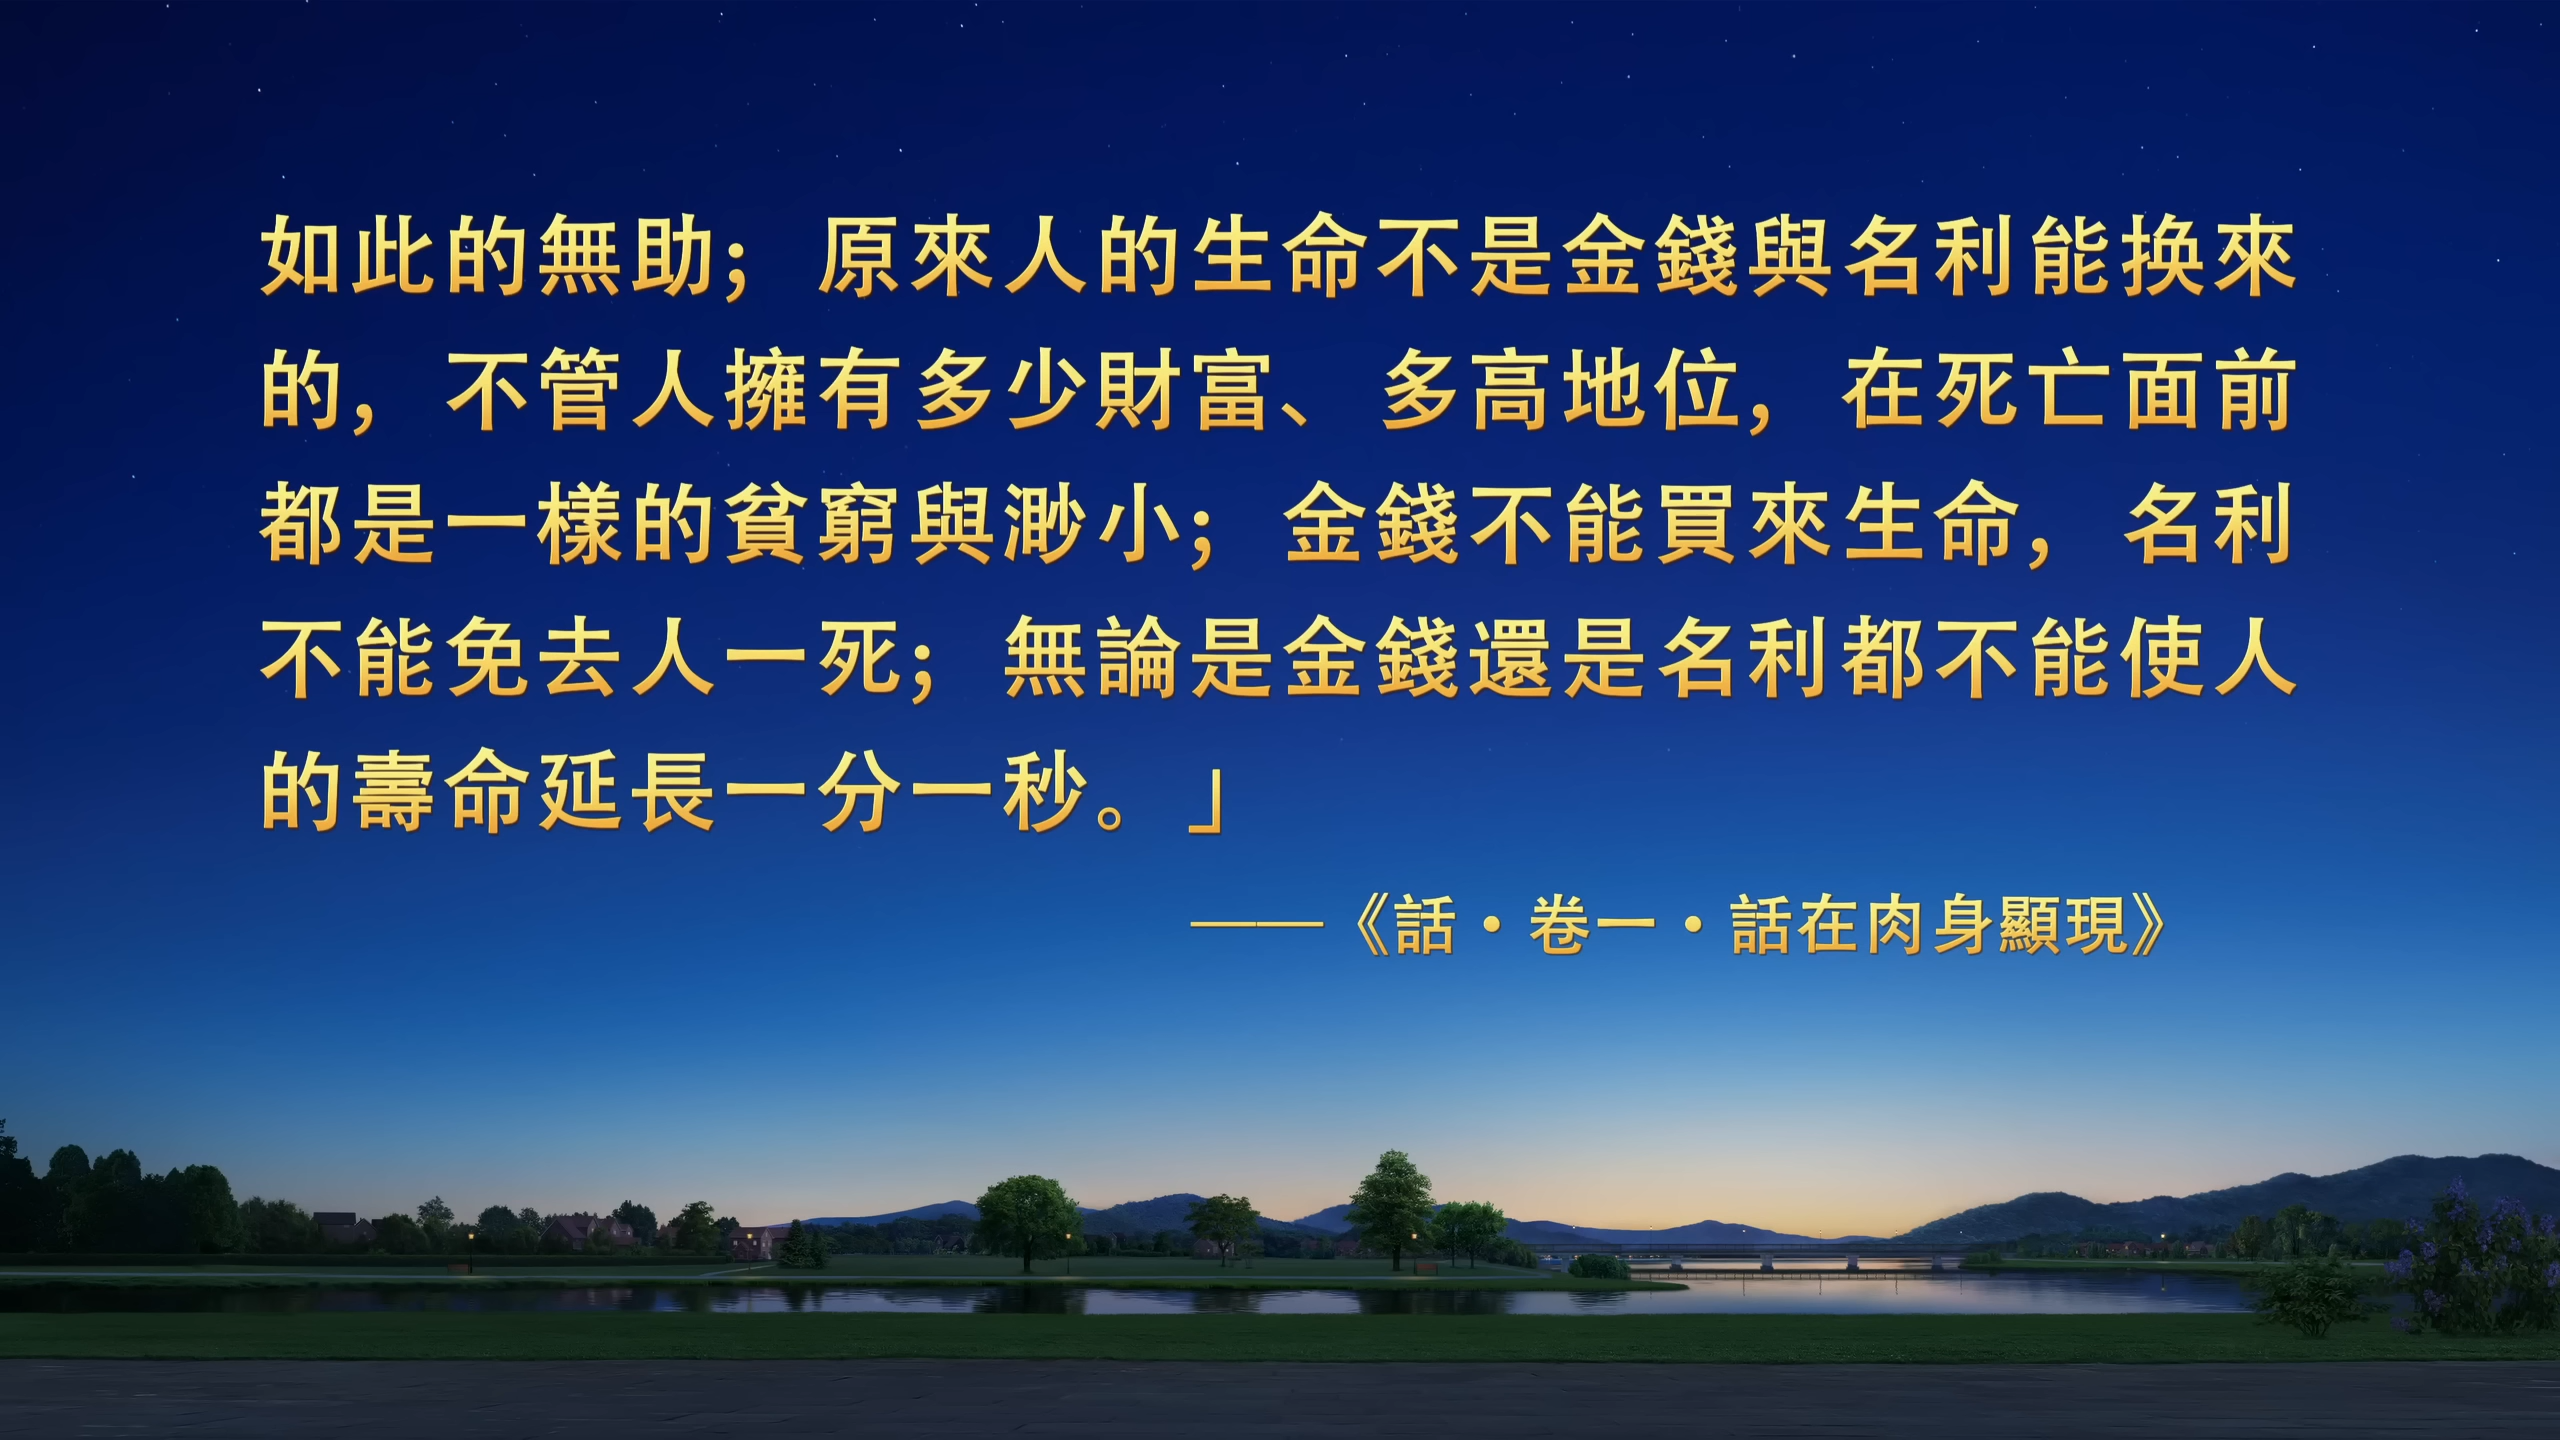 如此的無助；原來人的生命不是金錢與名利能换來
的，不管人擁有多少財富、多高地位，在死亡面前
都是一樣的貧窮與渺小；金錢不能買來生命，名利
不能免去人一死；無論是金錢還是名利都不能使人
的壽命延長一分一秒。」
——《話・卷一・話在肉身顯現》